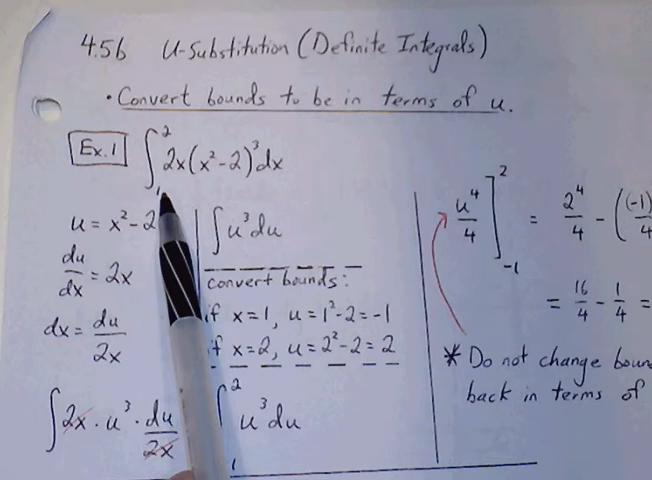 4.5b U-Substitution (Definite Integrals)
• Convert bounds to be in terms of u.
Ex. 1 ∫₁² 2x(x²-2)³dx
u = x²-2
du/dx = 2x
dx = du/2x
∫2x · u³ · du/2x
∫u³du
convert bounds:
if x=1, u=1²-2=-1
if x=2, u=2²-2=2
∫² u³du
u⁴/4 ]₋₁² = 2⁴/4 - ((-1)/4
= 16/4 - 1/4 =
* Do not change
back in terms of